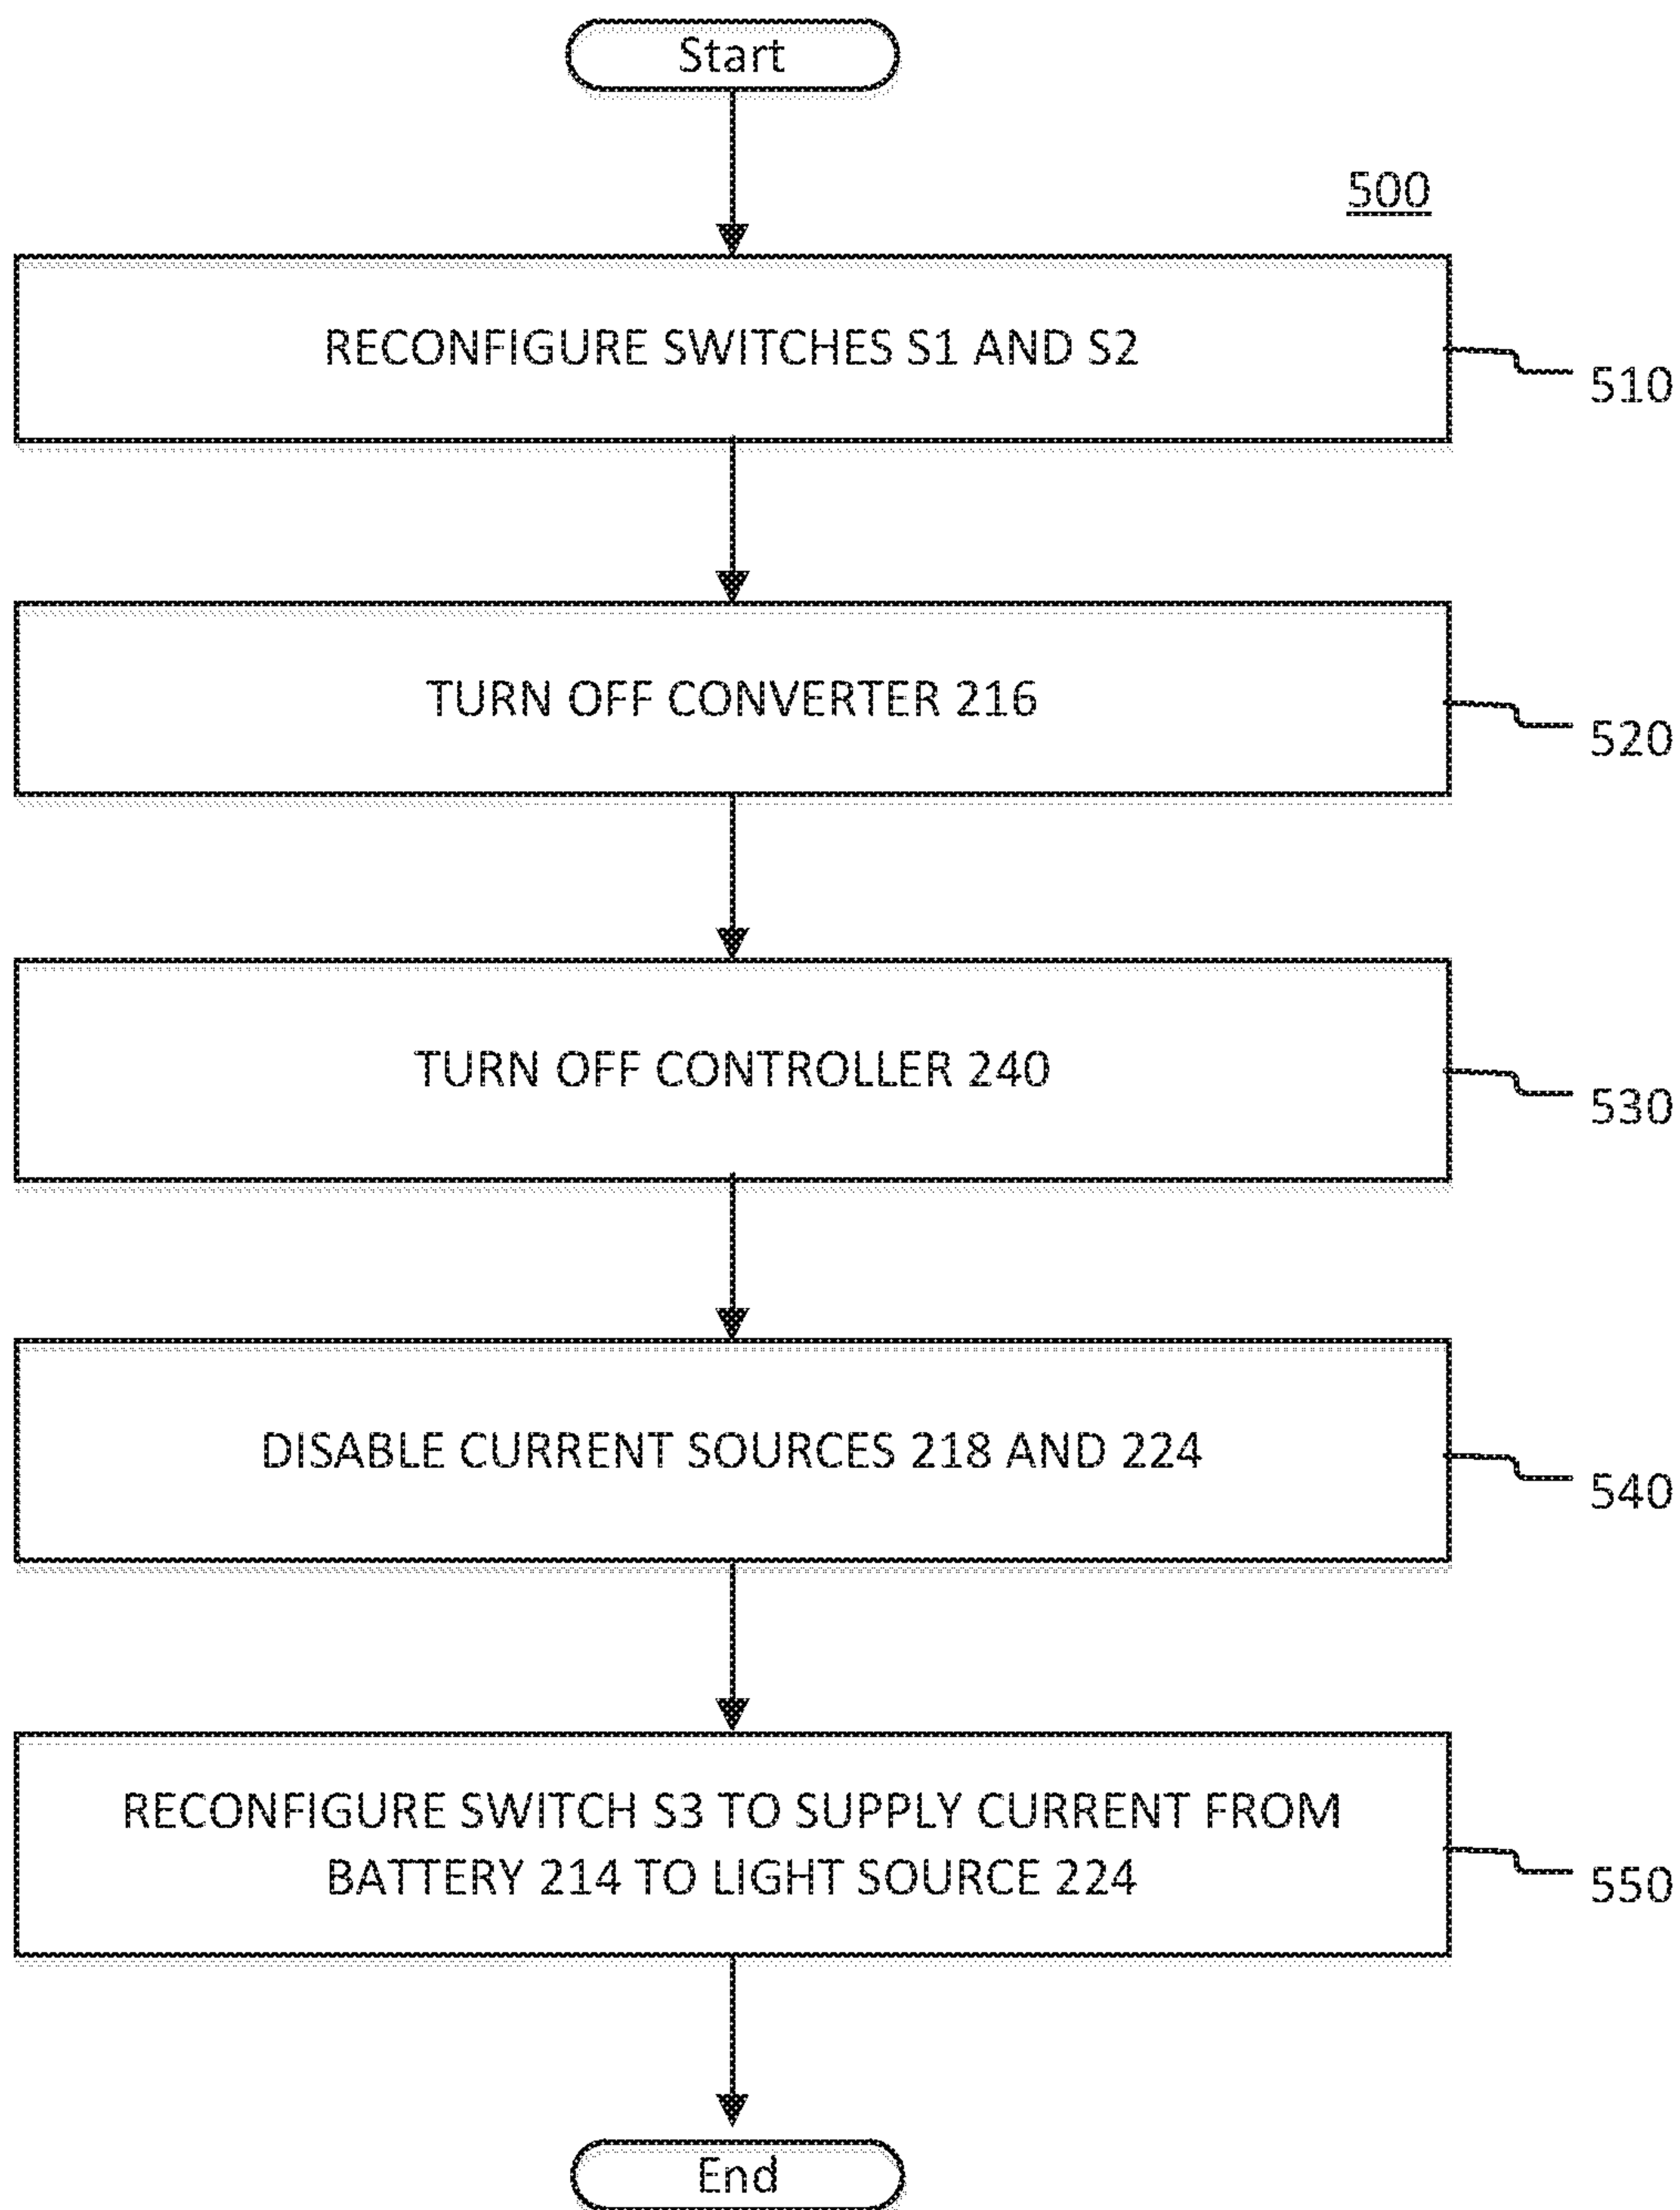 Start
500
RECONFIGURE SWITCHES S1 AND S2
510
TURN OFF CONVERTER 216
520
TURN OFF CONTROLLER 240
530
DISABLE CURRENT SOURCES 218 AND 224
540
RECONFIGURE SWITCH S3 TO SUPPLY CURRENT FROM
BATTERY 214 TO LIGHT SOURCE 224
550
End